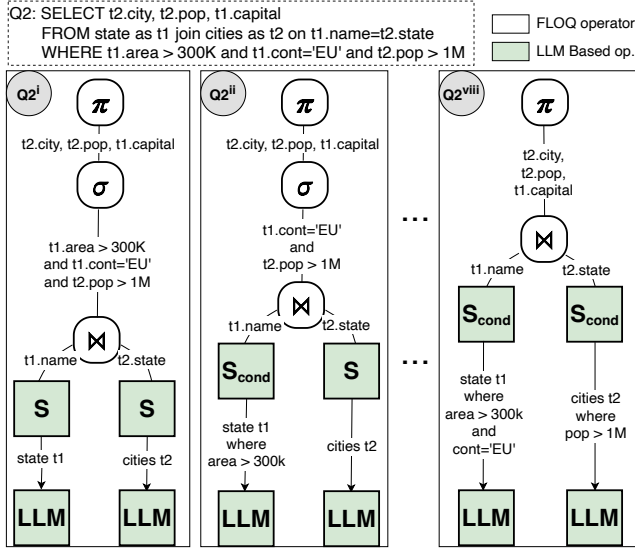 Q2: SELECT t2.city, t2.pop, t1.capital
FROM state as t1 join cities as t2 on t1.name=t2.state
WHERE t1.area > 300K and t1.cont='EU' and t2.pop > 1M
FLOQ operator
LLM Based op.
Q2i
π
t2.city, t2.pop, t1.capital
σ
t1.area > 300K
and t1.cont='EU'
and t2.pop > 1M
⋈
t1.name
t2.state
S
S
state t1
cities t2
LLM
LLM
Q2ii
π
t2.city, t2.pop, t1.capital
σ
t1.cont='EU'
and
t2.pop > 1M
⋈
t1.name
t2.state
Scond
S
state t1
where
area > 300k
cities t2
LLM
LLM
...
...
Q2viii
π
t2.city,
t2.pop,
t1.capital
⋈
t1.name
t2.state
Scond
Scond
state t1
where
area > 300k
and
cont='EU'
cities t2
where
pop > 1M
LLM
LLM